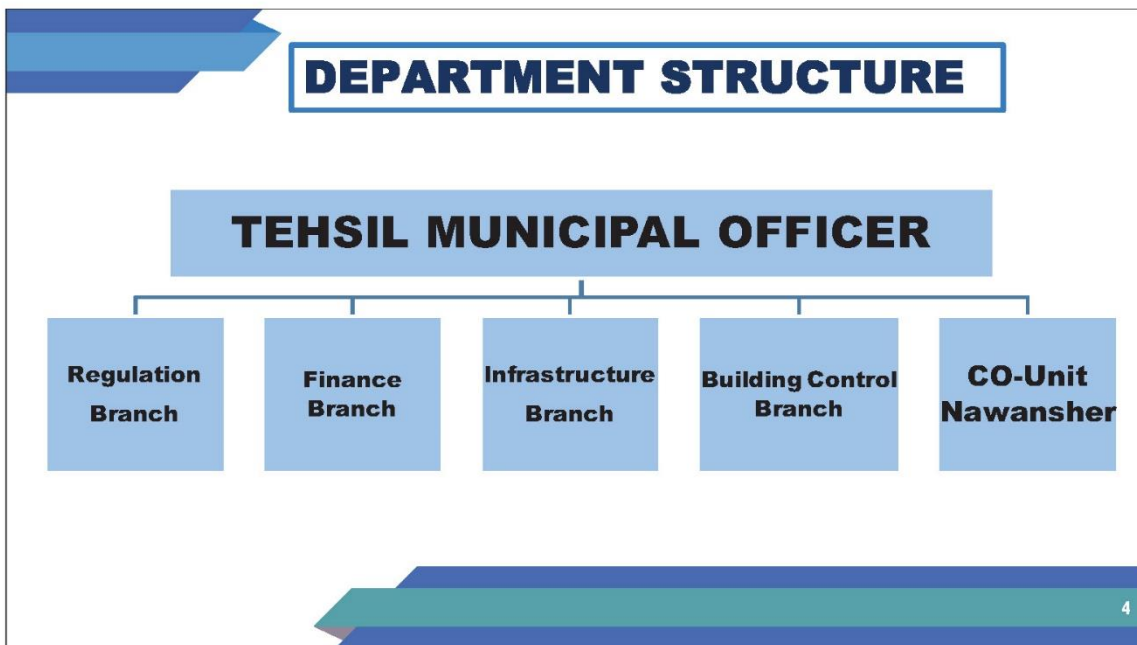 DEPARTMENT STRUCTURE
TEHSIL MUNICIPAL OFFICER
Regulation
Branch
Finance
Branch
Infrastructure
Branch
Building Control
Branch
CO-Unit
Nawansher
4